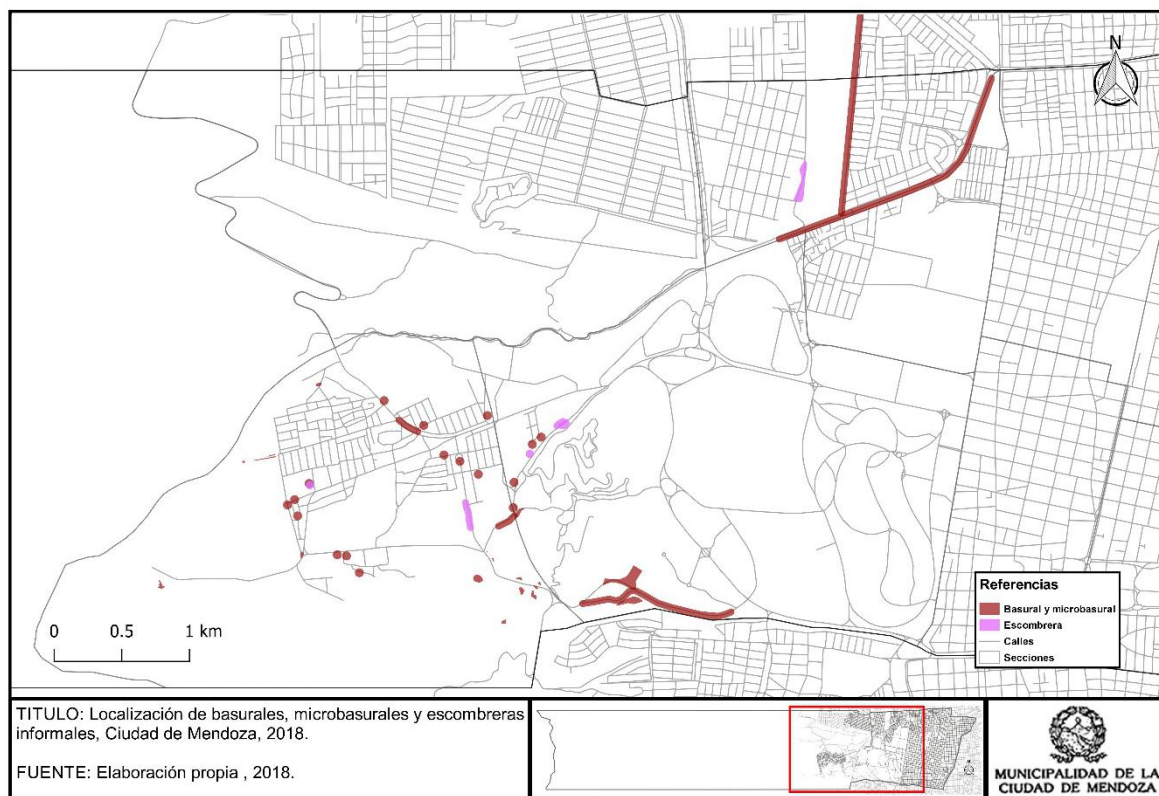 N
Referencias
Basural y microbasural
Escombrera
Calles
Secciones
0 0.5 1 km
TITULO: Localización de basurales, microbasurales y escombreras
informales, Ciudad de Mendoza, 2018.
FUENTE: Elaboración propia , 2018.
MUNICIPALIDAD DE LA
CIUDAD DE MENDOZA